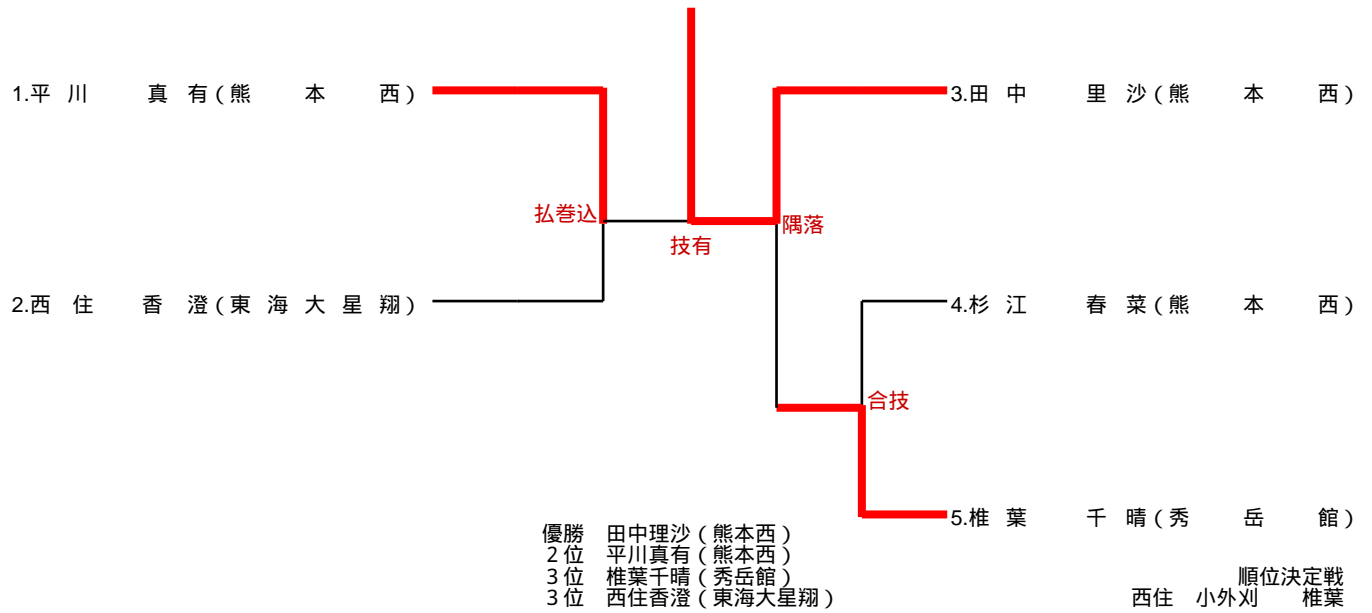 1.平川 真有(熊本西)
3.田中 里沙(熊本西)
払巻込
隅落
技有
2.西住 香澄(東海大星翔)
4.杉江 春菜(熊本西)
合技
5.椎葉 千晴(秀岳館)
優勝 田中理沙(熊本西)
2位 平川真有(熊本西)
3位 椎葉千晴(秀岳館)
3位 西住香澄(東海大星翔)
順位決定戦
西住 小外刈 椎葉